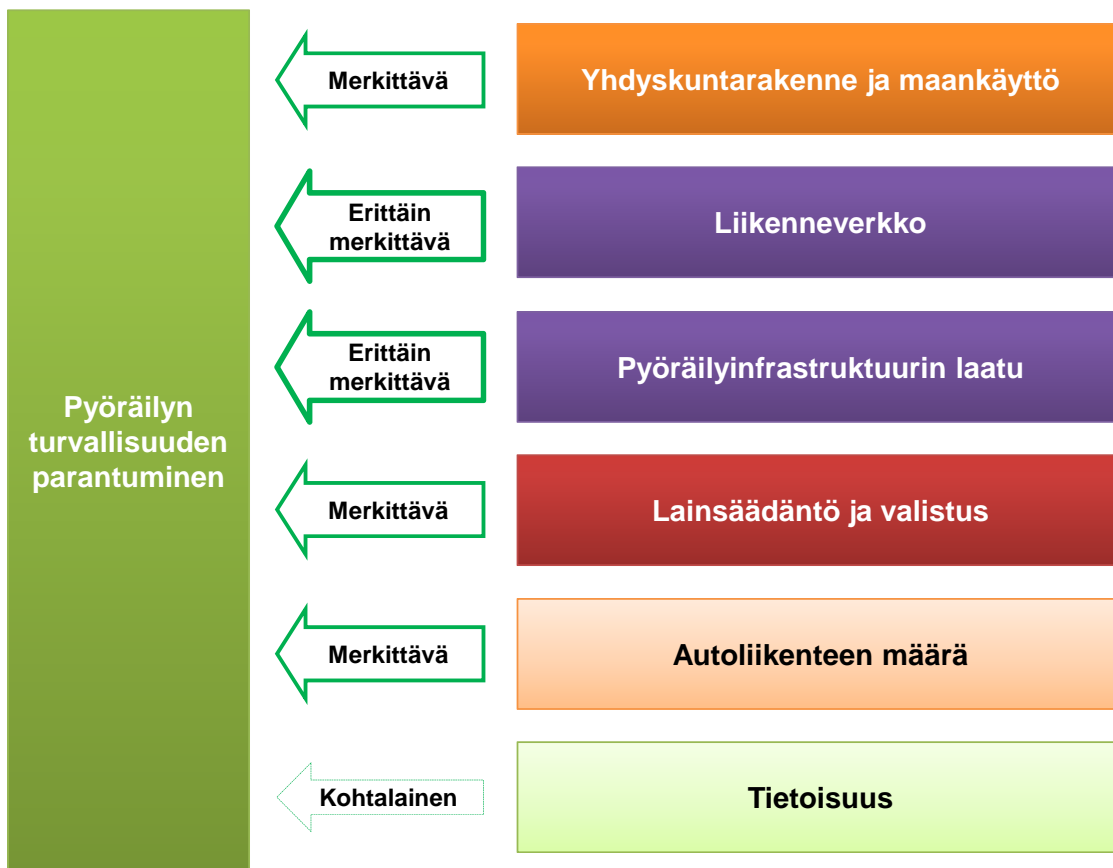 Merkittävä
Yhdyskuntarakenne ja maankäyttö
Erittäin
merkittävä
Liikenneverkko
Erittäin
merkittävä
Pyöräilyinfrastruktuurin laatu
Pyöräilyn
turvallisuuden
parantuminen
Merkittävä
Lainsäädäntö ja valistus
Merkittävä
Autoliikenteen määrä
Kohtalainen
Tietoisuus